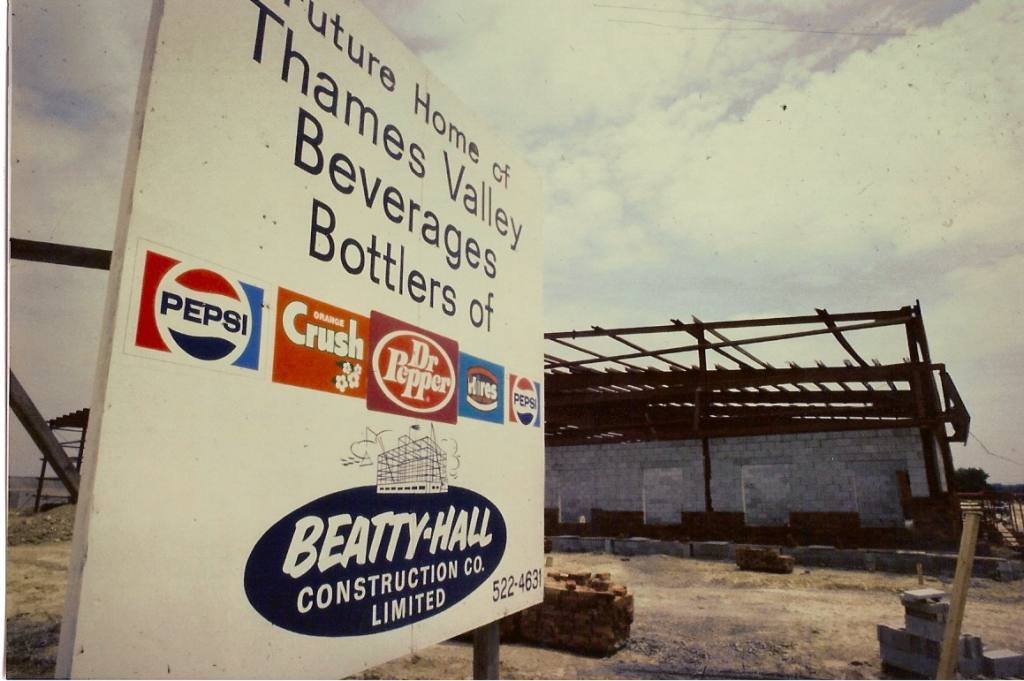 Future Home of
Thames Valley
Beverages
Bottlers of
PEPSI
ORANGE
Crush
Dr
Pepper
Hires
PEPSI
BEATTY-HALL
CONSTRUCTION CO.
LIMITED
522-4631